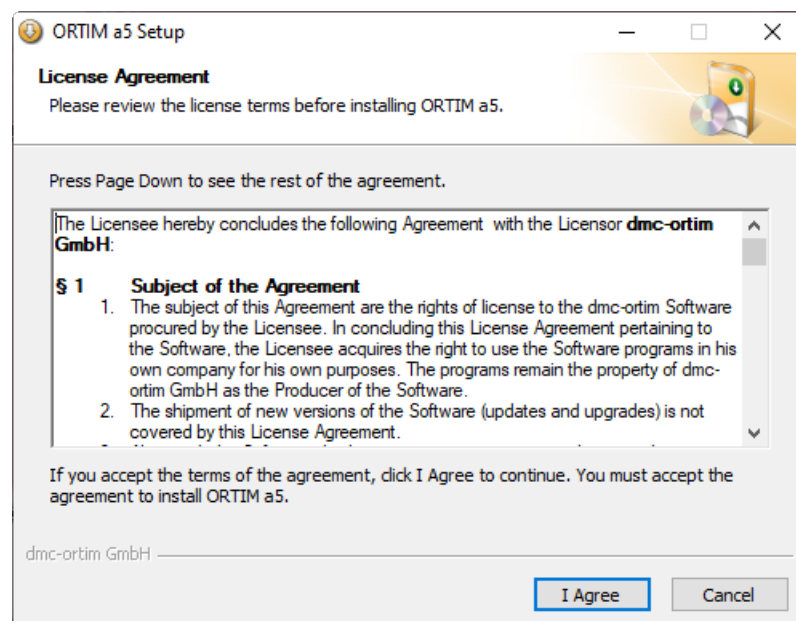 ORTIM a5 Setup
License Agreement
Please review the license terms before installing ORTIM a5.
Press Page Down to see the rest of the agreement.
The Licensee hereby concludes the following Agreement with the Licensor dmc-ortim
GmbH:
§ 1 Subject of the Agreement
1. The subject of this Agreement are the rights of license to the dmc-ortim Software
procured by the Licensee. In concluding this License Agreement pertaining to
the Software, the Licensee acquires the right to use the Software programs in his
own company for his own purposes. The programs remain the property of dmc-
ortim GmbH as the Producer of the Software.
2. The shipment of new versions of the Software (updates and upgrades) is not
covered by this License Agreement.
If you accept the terms of the agreement, click I Agree to continue. You must accept the
agreement to install ORTIM a5.
dmc-ortim GmbH
I Agree
Cancel